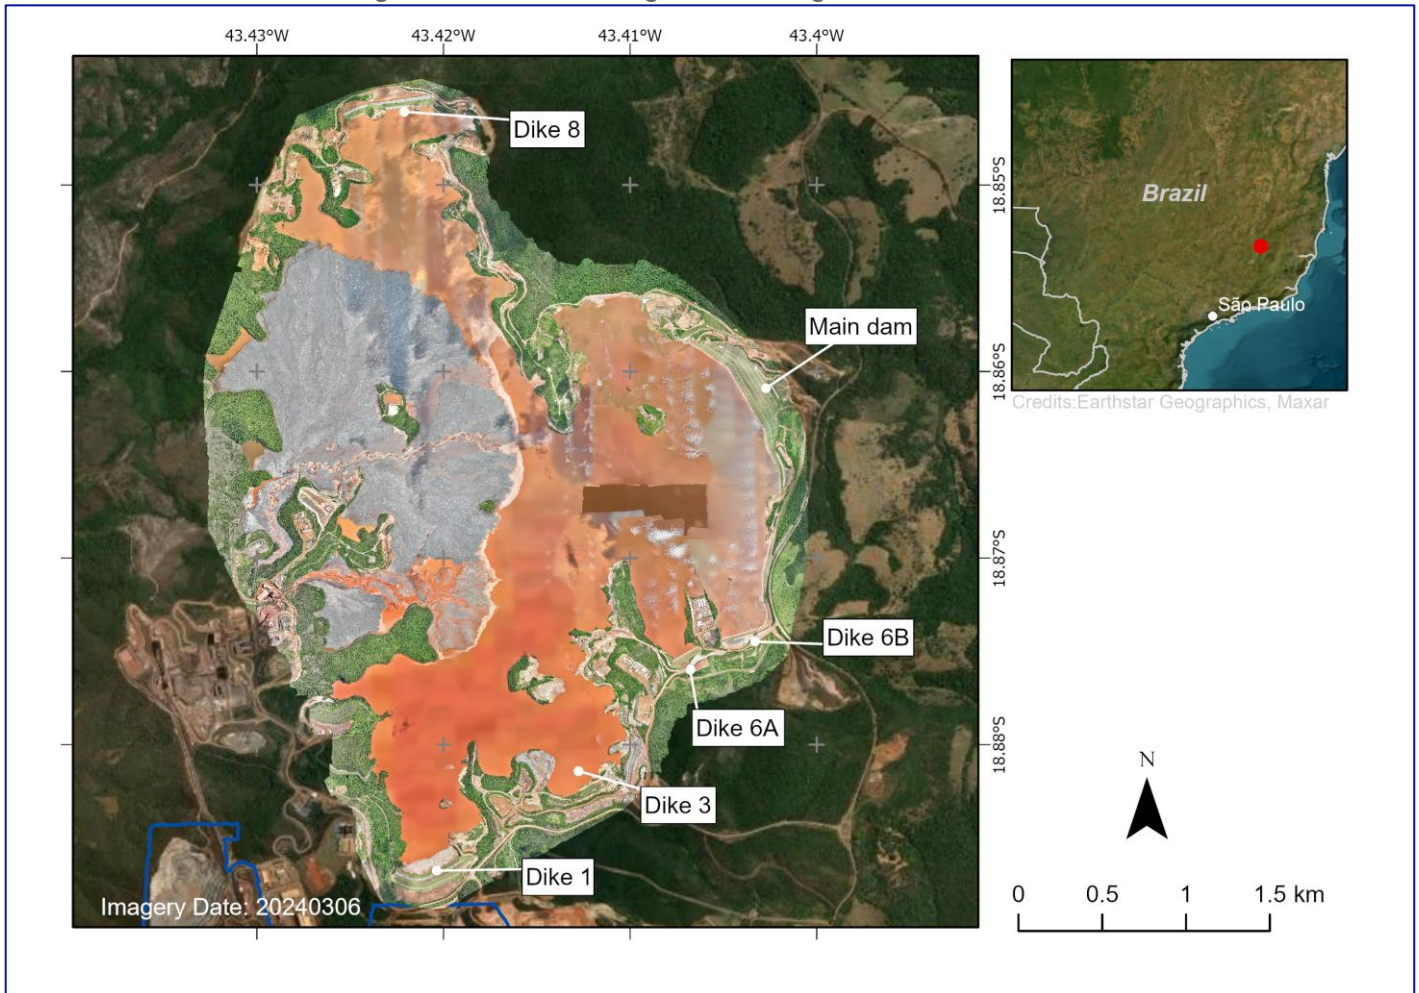 43.43°W
43.42°W
43.41°W
43.4°W
Dike 8
Main dam
Dike 6B
Dike 6A
Dike 3
Dike 1
Imagery Date: 20240306
18.85°S
18.86°S
18.87°S
18.88°S
Brazil
São Paulo
Credits:Earthstar Geographics, Maxar
N
0 0.5 1 1.5 km